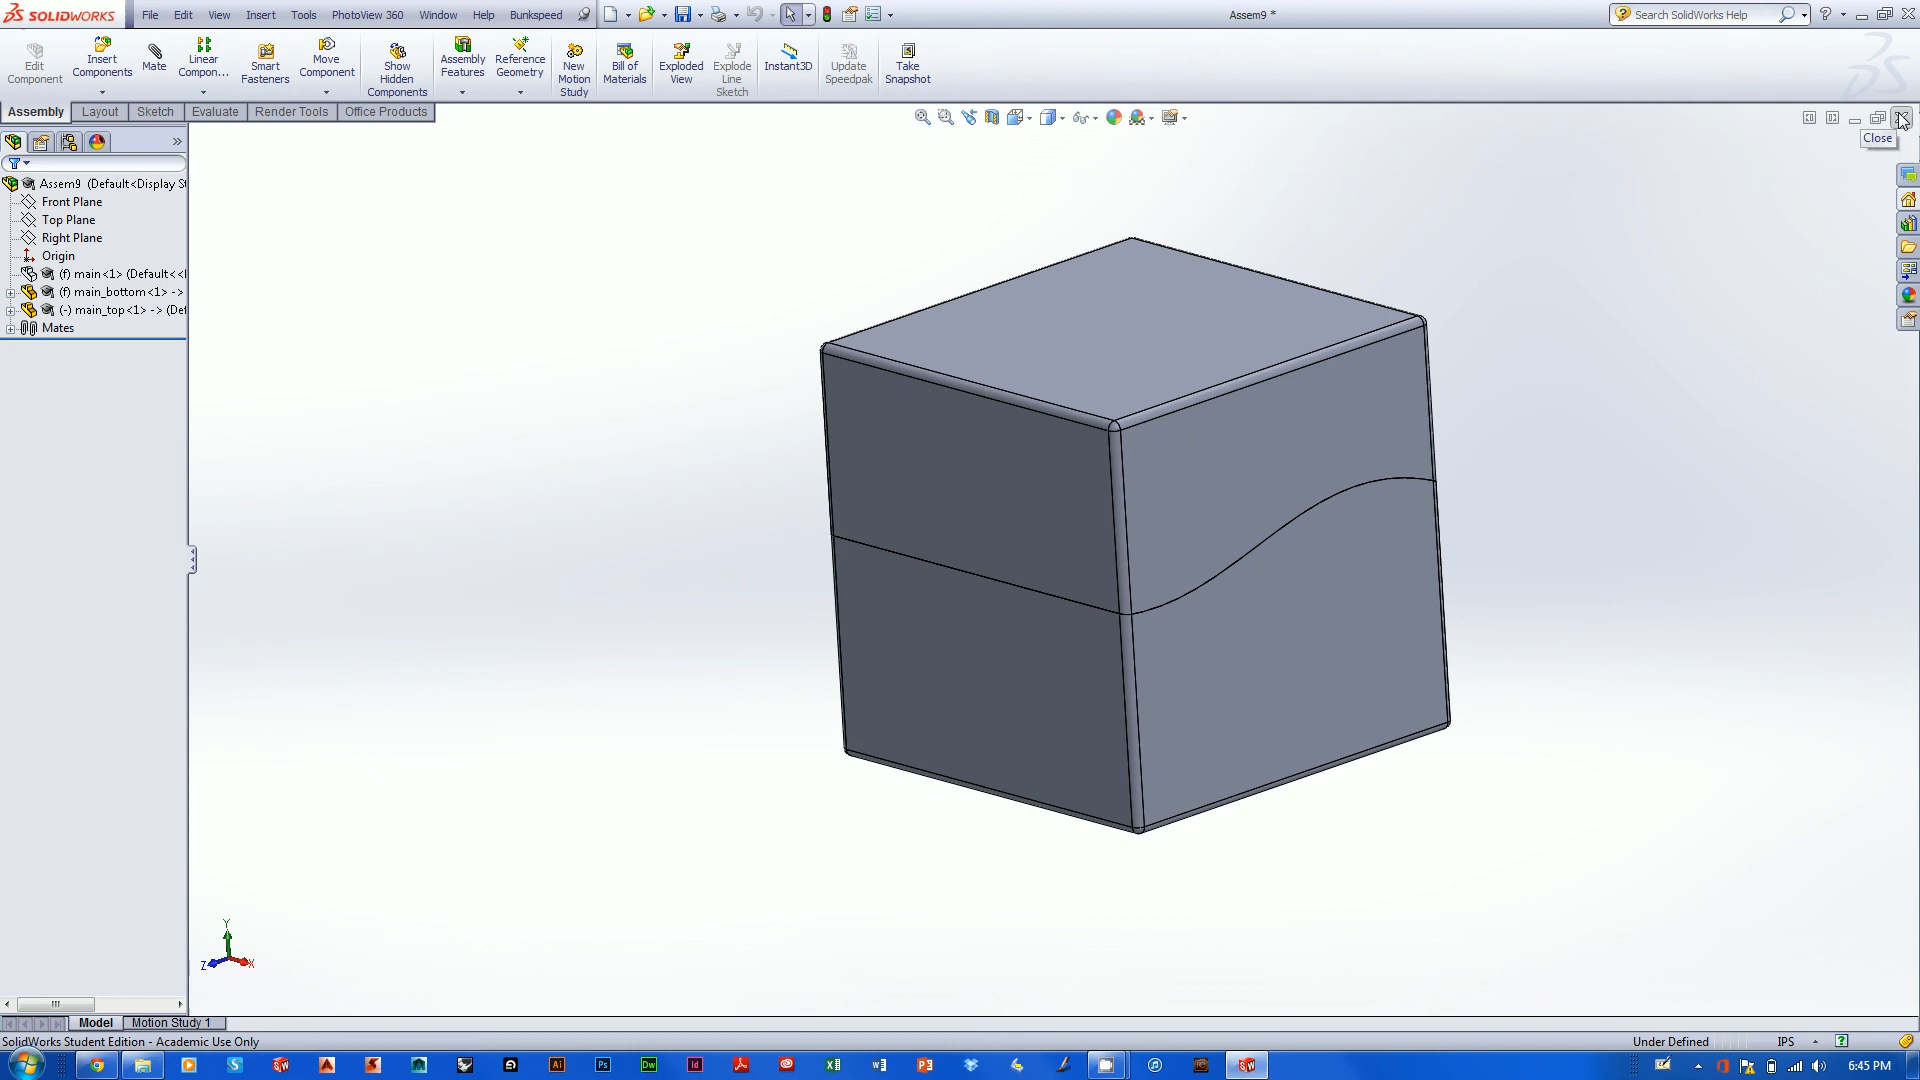 SOLIDWORKS File Edit View Insert Tools PhotoView 360 Window Help Bunkspeed Assem9 * Search SolidWorks Help
Edit Component
Insert Components
Mate
Linear Compon...
Smart Fasteners
Move Component
Show Hidden Components
Assembly Features
Reference Geometry
New Motion Study
Bill of Materials
Exploded View
Explode Line Sketch
Instant3D
Update Speedpak
Take Snapshot
Assembly Layout Sketch Evaluate Render Tools Office Products
Close
Assem9 (Default<Display St
Front Plane
Top Plane
Right Plane
Origin
(f) main<1> (Default<<
(f) main_bottom<1> ->
(-) main_top<1> -> (Def
Mates
Y
Z X
Model Motion Study 1
SolidWorks Student Edition - Academic Use Only Under Defined IPS
Ai Ps Dw Id 6:45 PM